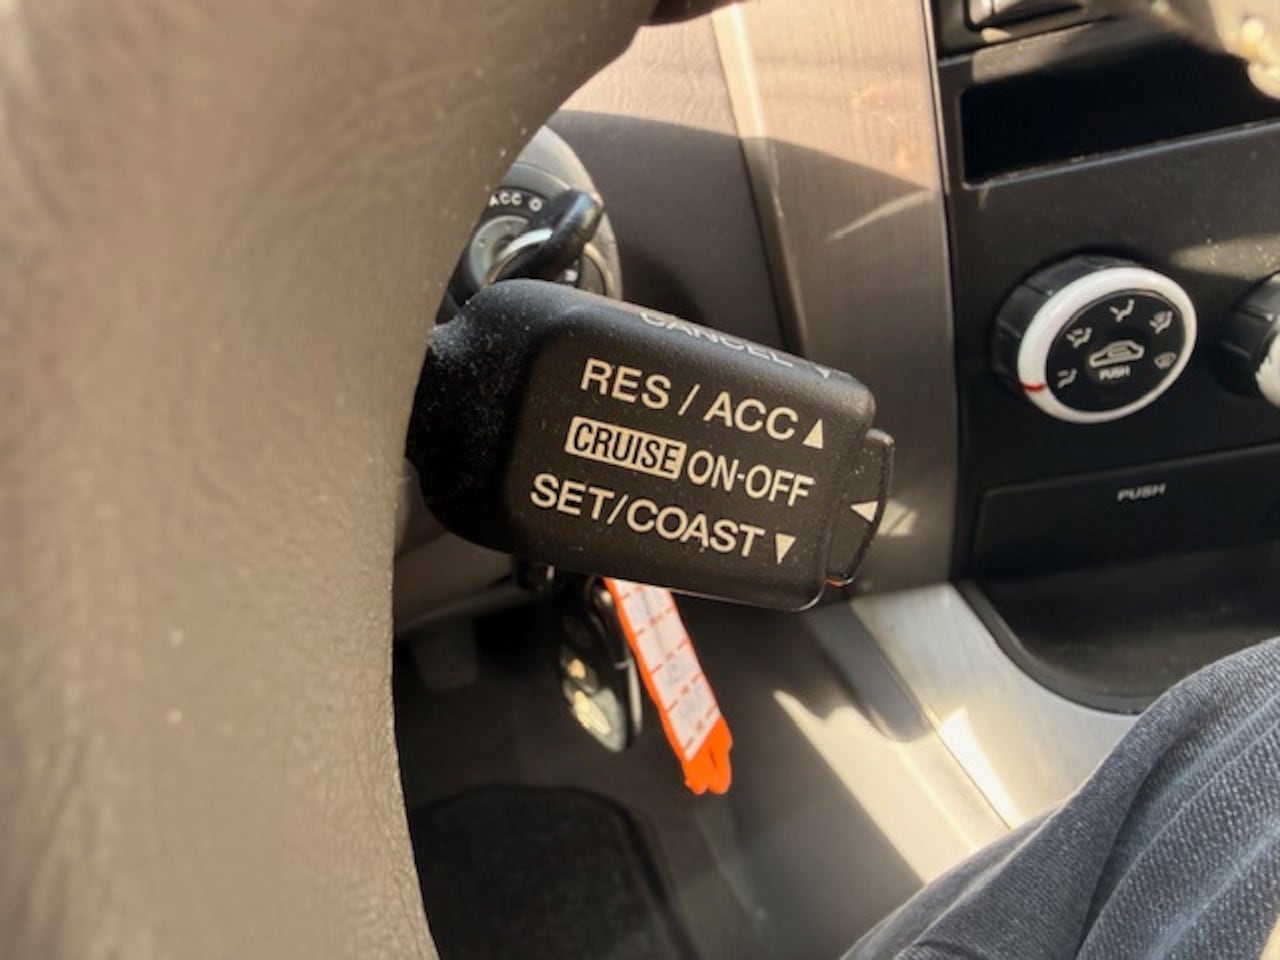 ACC
CANCEL ▼
RES / ACC ▲
CRUISE ON-OFF
SET/COAST ▼
PUSH
PUSH